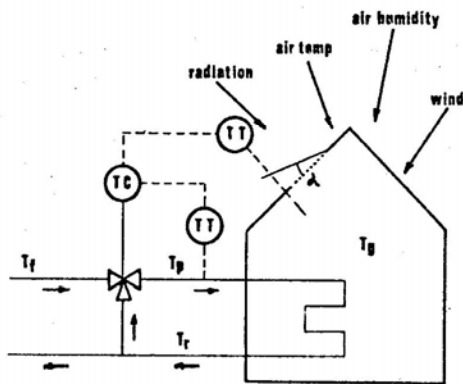 air humidity
air temp
radiation
wind
TT
TC
TT
α
Tg
Tf
Tp
Tr